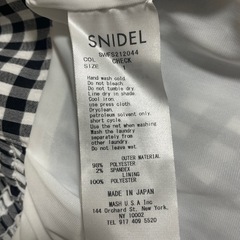 SNIDEL
SWFS212044
COL CHECK
SIZE 1
Hand wash cold
Do not bleach.
Do not tumble dry.
Line dry in shade
Cool iron
use press cloth
Dryclean,
petroleum solvent only.
short cycle.
Use the net when washing
Wash the laundry
separately from
other laundry.
Do not wash wet.
OUTER MATERIAL
98% POLYESTER
2% SPANDEX
LINING
100% POLYESTER
MADE IN JAPAN
MASH U.S.A Inc
144 Orchard St. New York,
NY 10002
TEL 917 409 5520